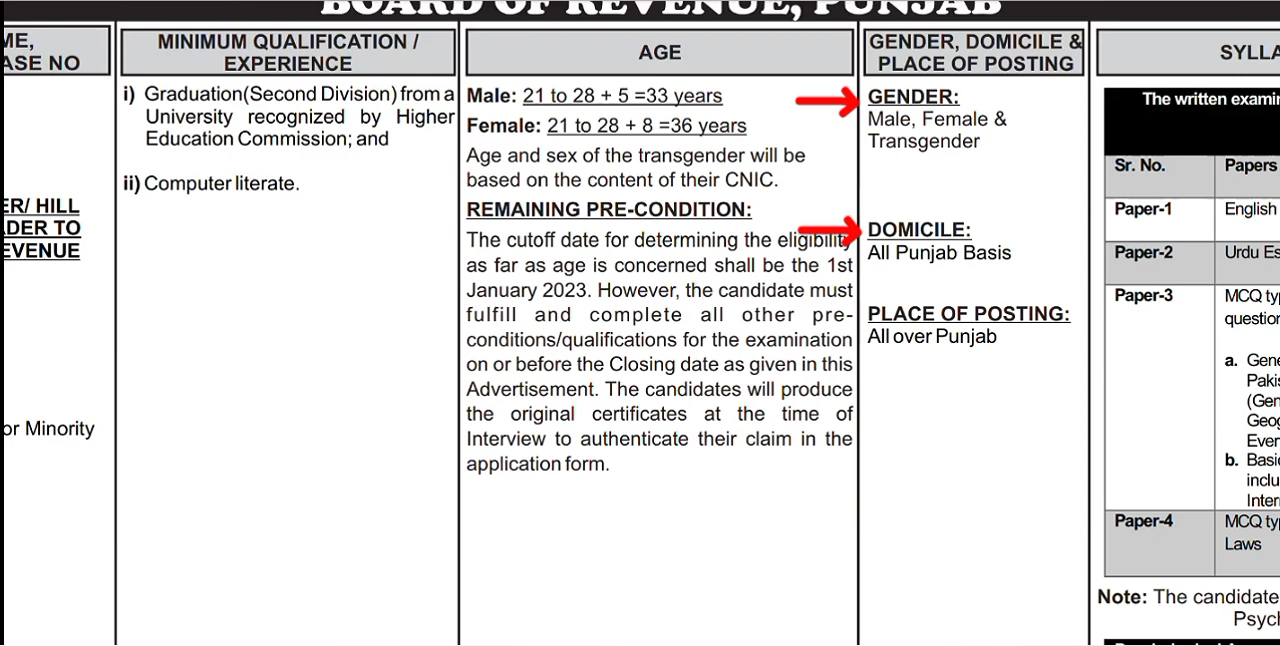 BOARD OF REVENUE, PUNJAB
ME,
ASE NO
ER/ HILL
DER TO
EVENUE
or Minority
MINIMUM QUALIFICATION /
EXPERIENCE
i) Graduation(Second Division) from a
University recognized by Higher
Education Commission; and
ii) Computer literate.
AGE
Male: 21 to 28 + 5 =33 years
Female: 21 to 28 + 8 =36 years
Age and sex of the transgender will be
based on the content of their CNIC.
REMAINING PRE-CONDITION:
The cutoff date for determining the eligibility
as far as age is concerned shall be the 1st
January 2023. However, the candidate must
fulfill and complete all other pre-
conditions/qualifications for the examination
on or before the Closing date as given in this
Advertisement. The candidates will produce
the original certificates at the time of
Interview to authenticate their claim in the
application form.
GENDER, DOMICILE &
PLACE OF POSTING
GENDER:
Male, Female &
Transgender
DOMICILE:
All Punjab Basis
PLACE OF POSTING:
All over Punjab
SYLLA
The written examin
Sr. No. Papers
Paper-1 English
Paper-2 Urdu Es
Paper-3 MCQ typ
question
a. Gene
Pakis
(Gen
Geog
Even
b. Basic
inclu
Inter
Paper-4 MCQ typ
Laws
Note: The candidate
Psych